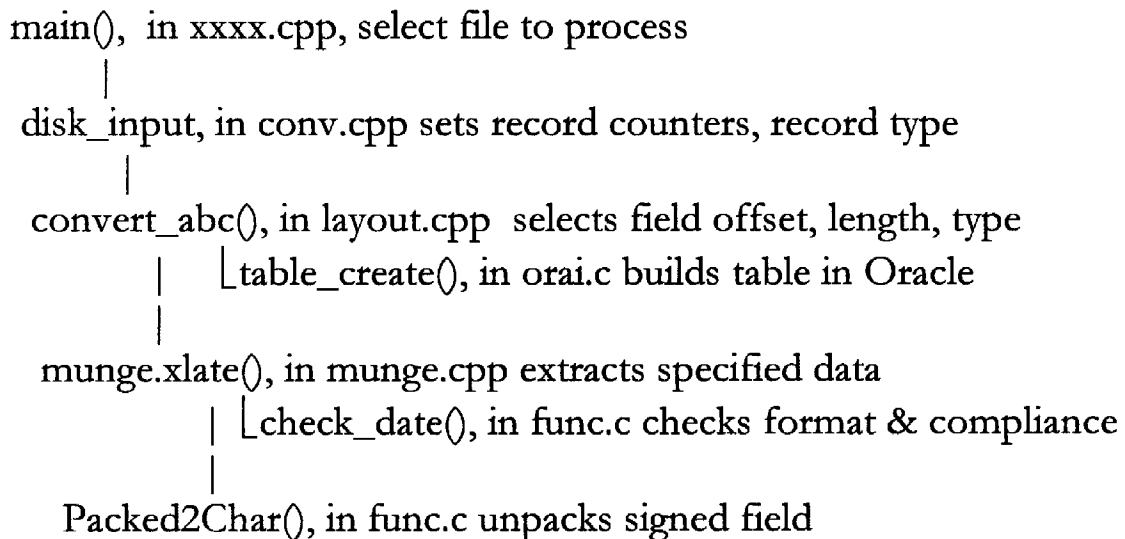 main(), in xxxx.cpp, select file to process
disk_input, in conv.cpp sets record counters, record type
convert_abc(), in layout.cpp selects field offset, length, type
table_create(), in orai.c builds table in Oracle
munge.xlate(), in munge.cpp extracts specified data
check_date(), in func.c checks format & compliance
Packed2Char(), in func.c unpacks signed field